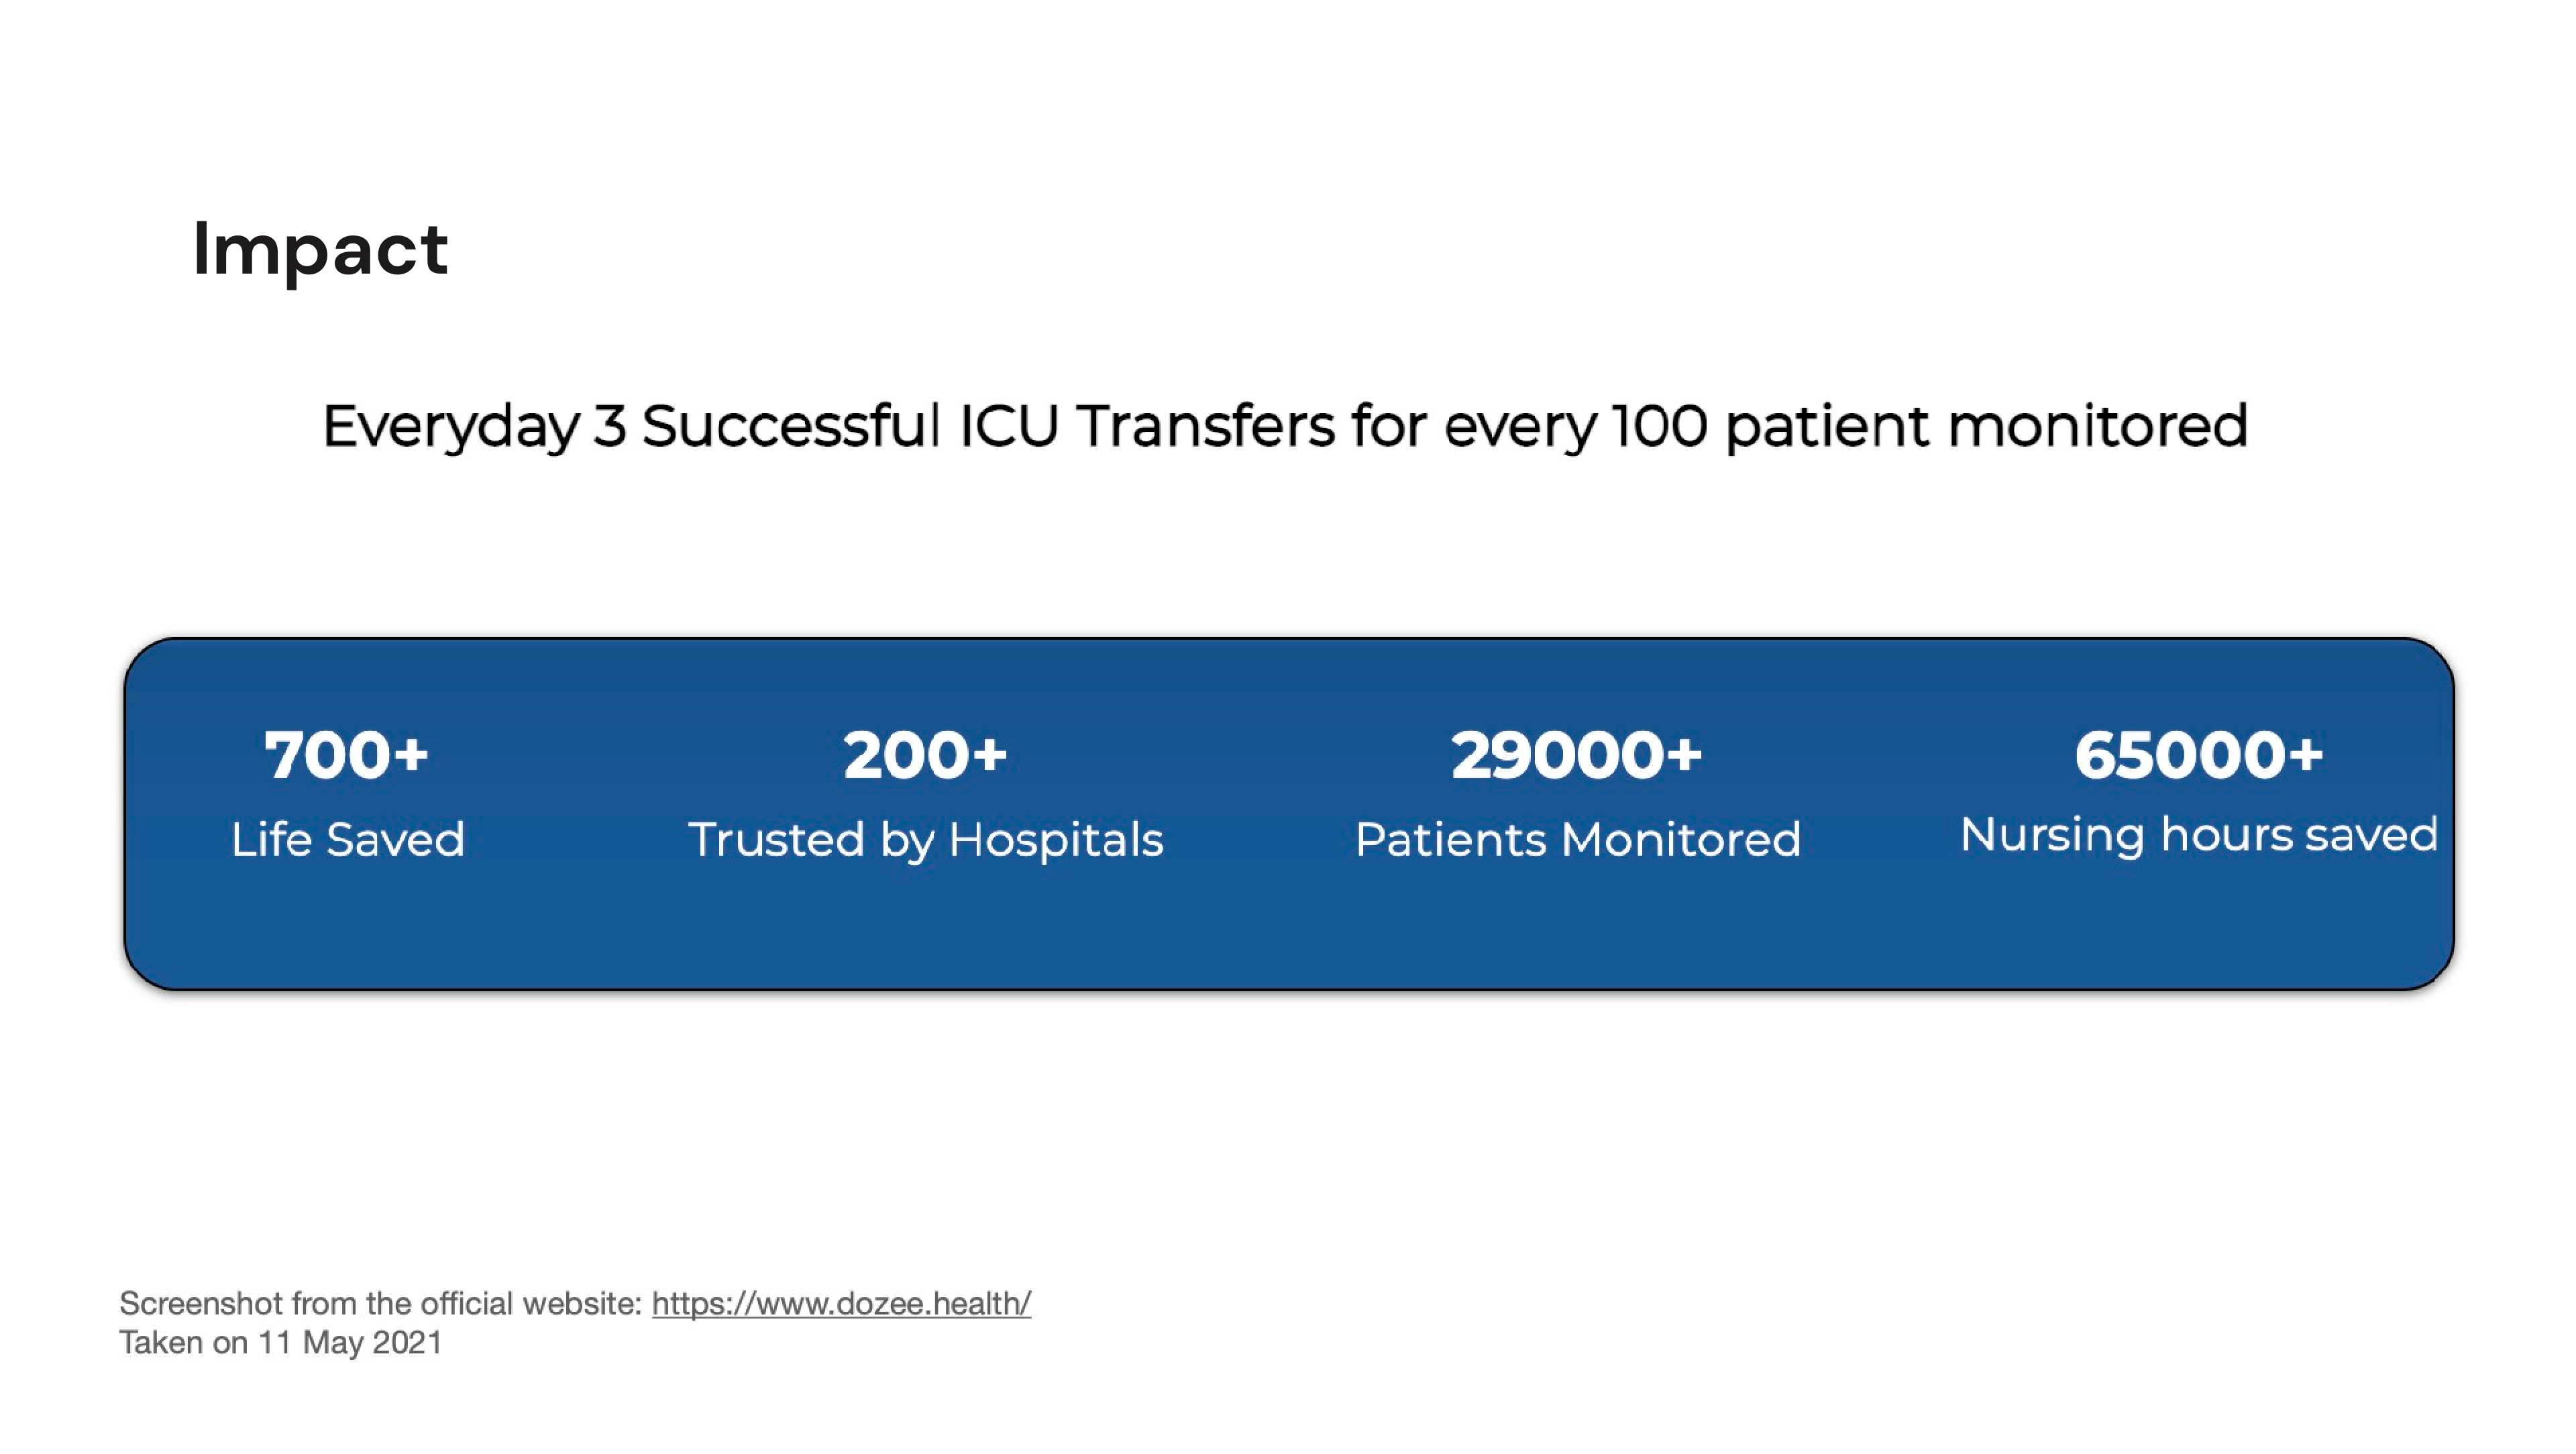 Impact
Everyday 3 Successful ICU Transfers for every 100 patient monitored
700+
Life Saved
200+
Trusted by Hospitals
29000+
Patients Monitored
65000+
Nursing hours saved
Screenshot from the official website: https://www.dozee.health/
Taken on 11 May 2021